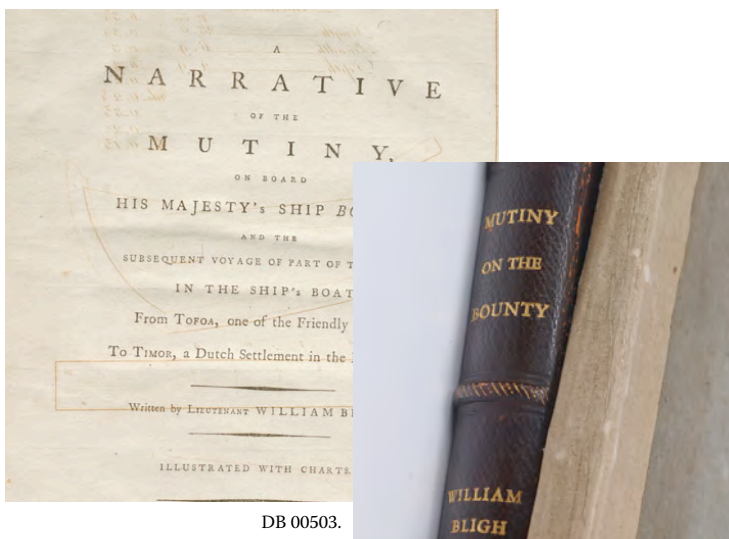 A
NARRATIVE
OF THE
MUTINY,
ON BOARD
HIS MAJESTY's SHIP BO
AND THE
SUBSEQUENT VOYAGE OF PART OF T
IN THE SHIP's BOAT
From TOFOA, one of the Friendly
To TIMOR, a Dutch Settlement in the
Written by LIEUTENANT WILLIAM B
ILLUSTRATED WITH CHARTS.
DB 00503.
MUTINY
ON THE
BOUNTY
WILLIAM
BLIGH